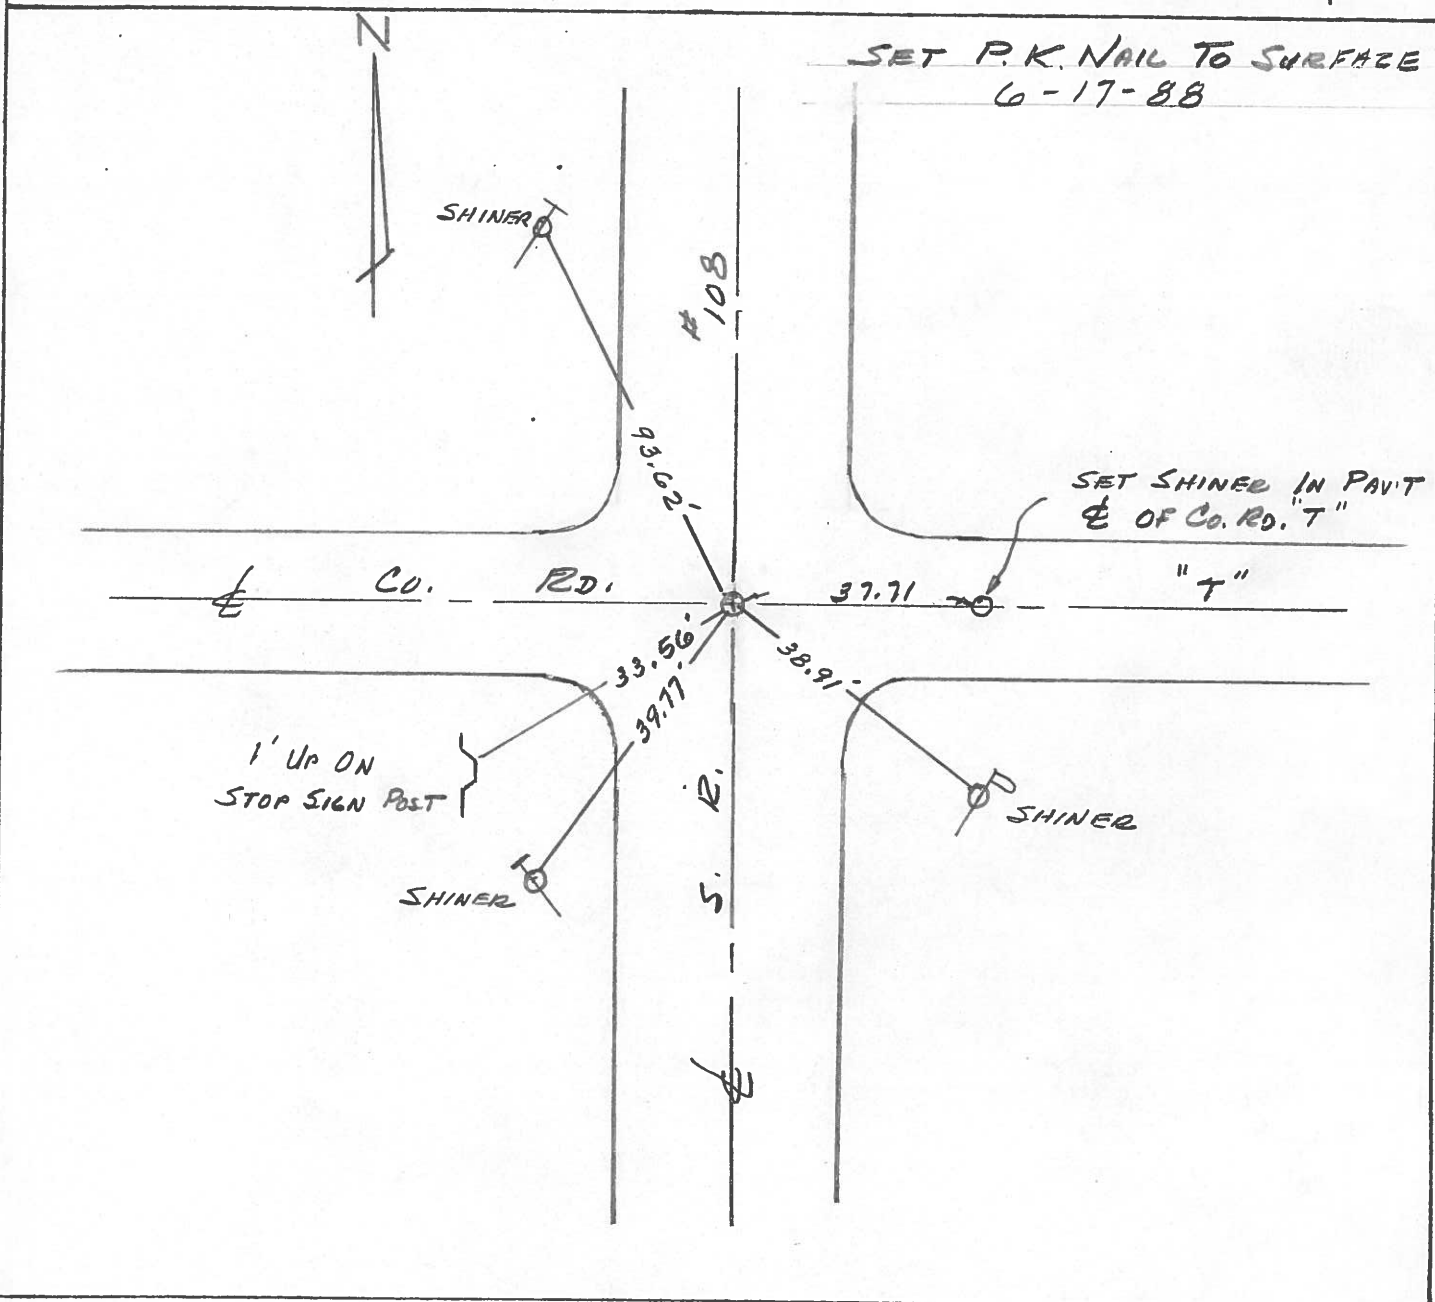 N
SET P.K. NAIL TO SURFAZE
6-17-88
SHINER
# 108
93.62'
SET SHINER IN PAV'T
℄ OF CO. RD. "T"
℄ CO. RD. "T"
37.71
33.56'
38.91'
39.77'
1' UP ON
STOP SIGN POST
S. R.
SHINER
SHINER
℄